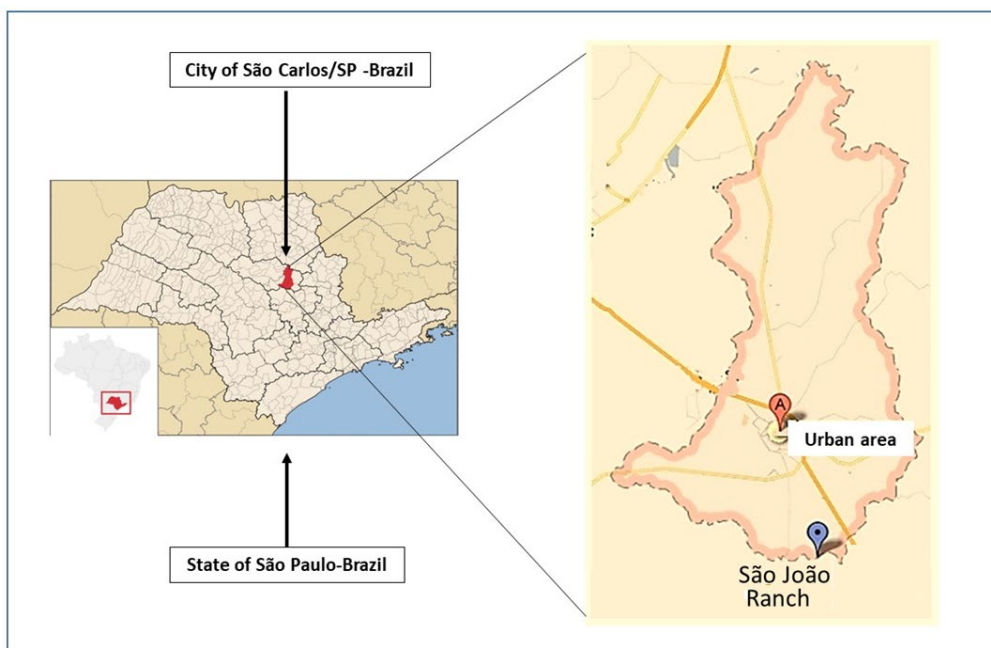 City of São Carlos/SP -Brazil
A
Urban area
São João
Ranch
State of São Paulo-Brazil